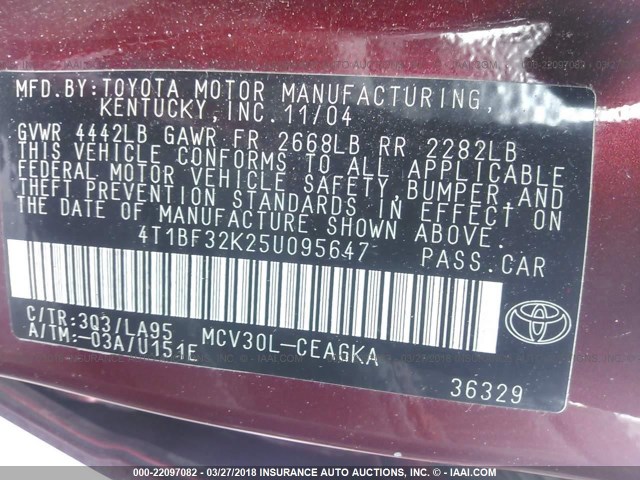 MFD.BY:TOYOTA MOTOR MANUFACTURING,
KENTUCKY, INC. 11/04
GVWR 4442LB GAWR FR 2668LB RR 2282LB
THIS VEHICLE CONFORMS TO ALL APPLICABLE
FEDERAL MOTOR VEHICLE SAFETY, BUMPER, AND
THEFT PREVENTION STANDARDS IN EFFECT ON
THE DATE OF MANUFACTURE SHOWN ABOVE.
4T1BF32K25U095647 PASS.CAR
C/TR:3Q3/LA95 MCV30L-CEAGKA
A/TM:-03A/U151E
36329
000-22097082 - 03/27/2018 INSURANCE AUTO AUCTIONS, INC. - © - IAAI.COM